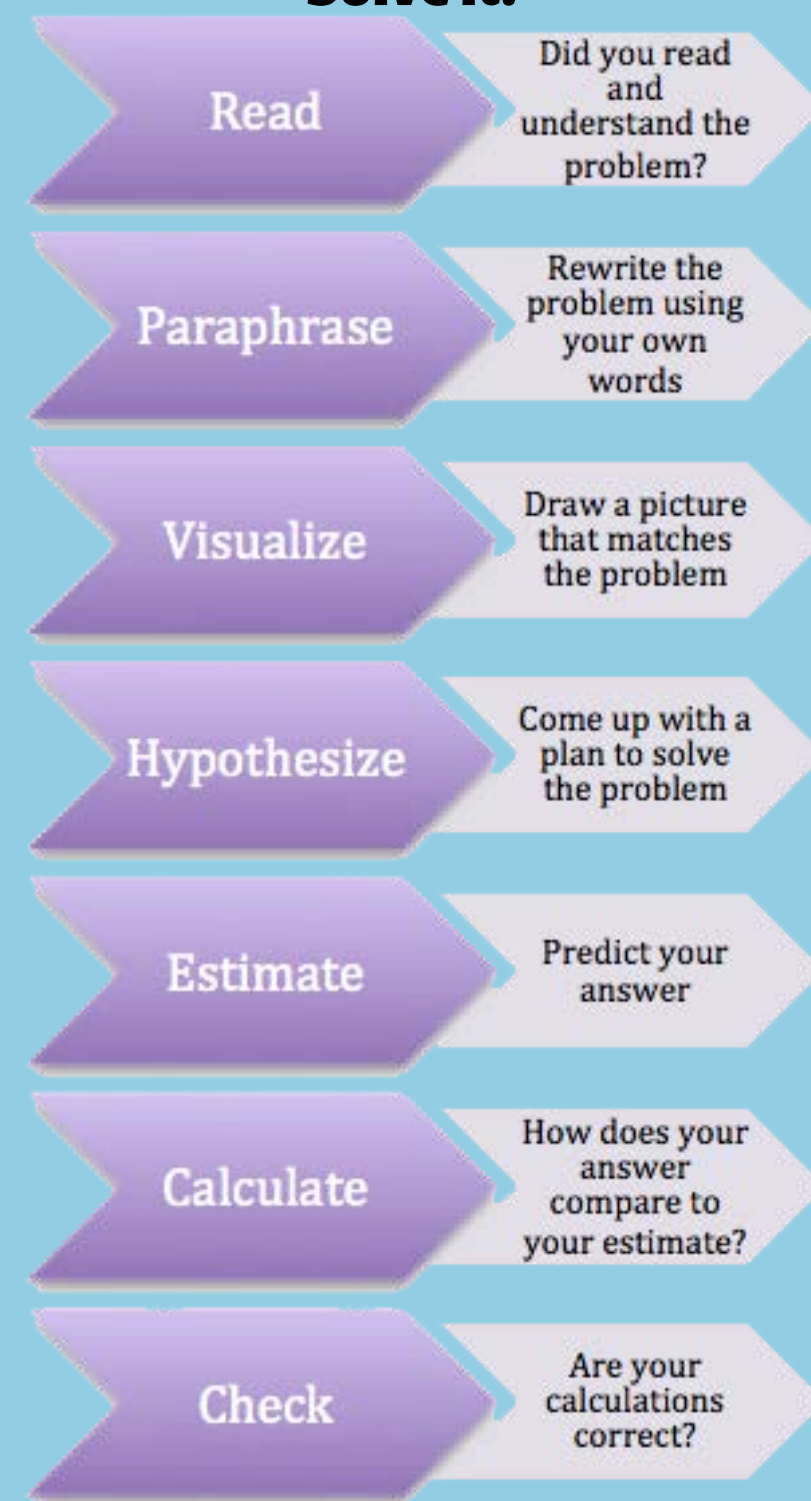 Solve It!
Read
Did you read
and
understand the
problem?
Paraphrase
Rewrite the
problem using
your own
words
Visualize
Draw a picture
that matches
the problem
Hypothesize
Come up with a
plan to solve
the problem
Estimate
Predict your
answer
Calculate
How does your
answer
compare to
your estimate?
Check
Are your
calculations
correct?